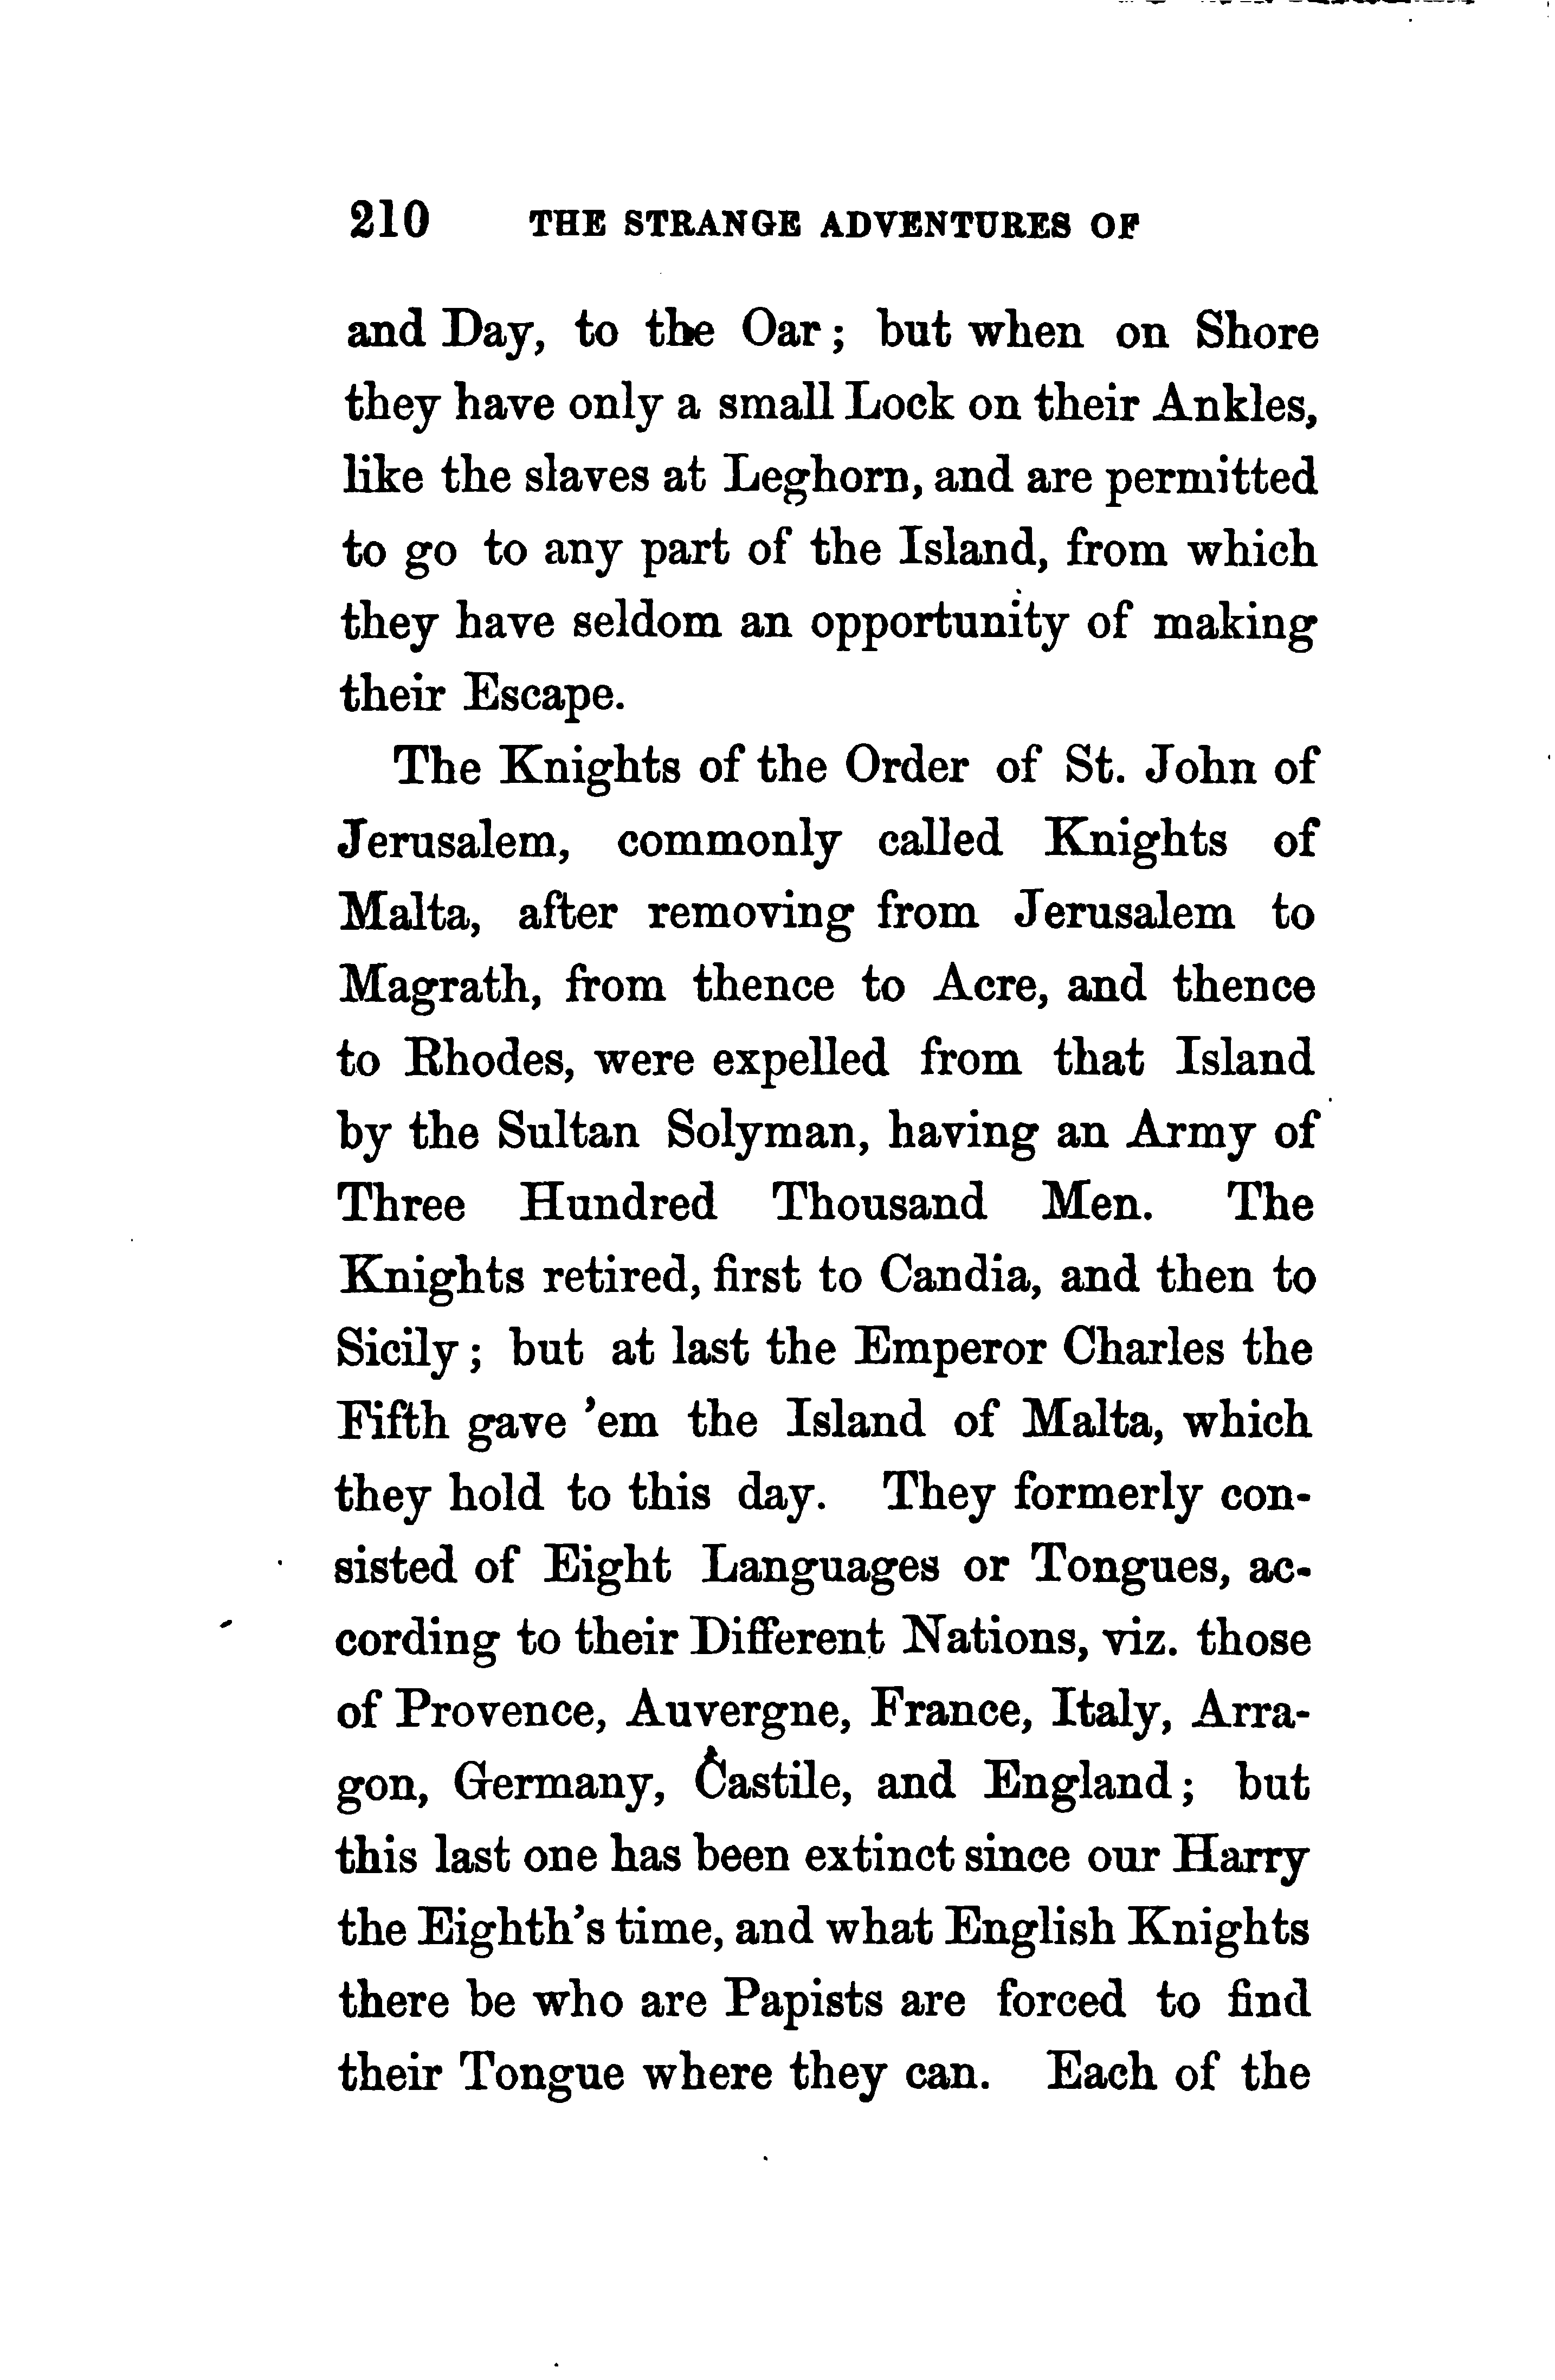 210 THE STRANGE ADVENTURES OF
and Day, to the Oar; but when on Shore
they have only a small Lock on their Ankles,
like the slaves at Leghorn, and are permitted
to go to any part of the Island, from which
they have seldom an opportunity of making
their Escape.
The Knights of the Order of St. John of
Jerusalem, commonly called Knights of
Malta, after removing from Jerusalem to
Magrath, from thence to Acre, and thence
to Rhodes, were expelled from that Island
by the Sultan Solyman, having an Army of
Three Hundred Thousand Men. The
Knights retired, first to Candia, and then to
Sicily; but at last the Emperor Charles the
Fifth gave 'em the Island of Malta, which
they hold to this day. They formerly con-
sisted of Eight Languages or Tongues, ac-
cording to their Different Nations, viz. those
of Provence, Auvergne, France, Italy, Arra-
gon, Germany, Castile, and England; but
this last one has been extinct since our Harry
the Eighth's time, and what English Knights
there be who are Papists are forced to find
their Tongue where they can. Each of the